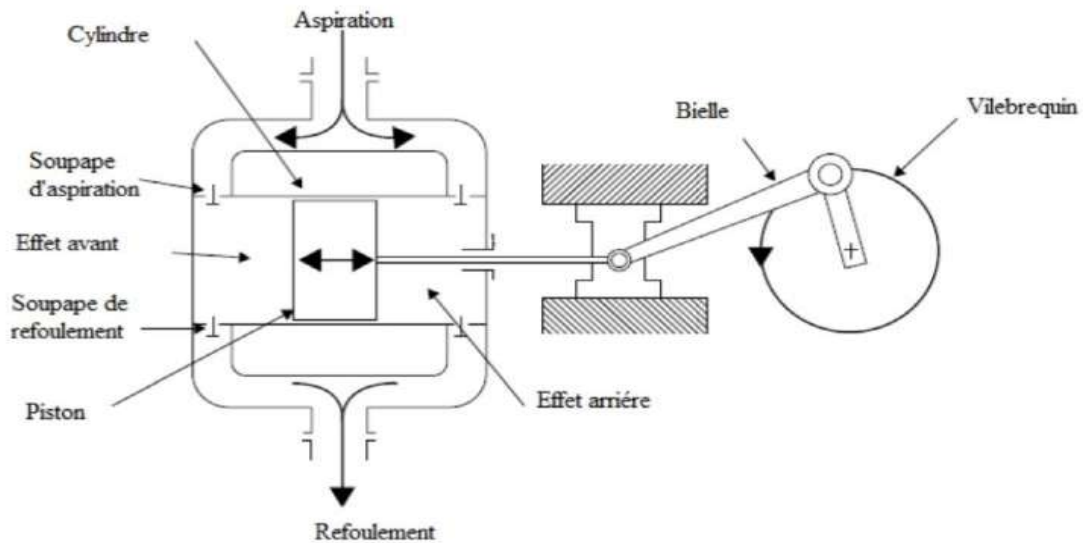 Aspiration
Cylindre
Bielle
Vilebrequin
Soupape
d'aspiration
Effet avant
Soupape de
refoulement
Piston
Effet arriére
Refoulement